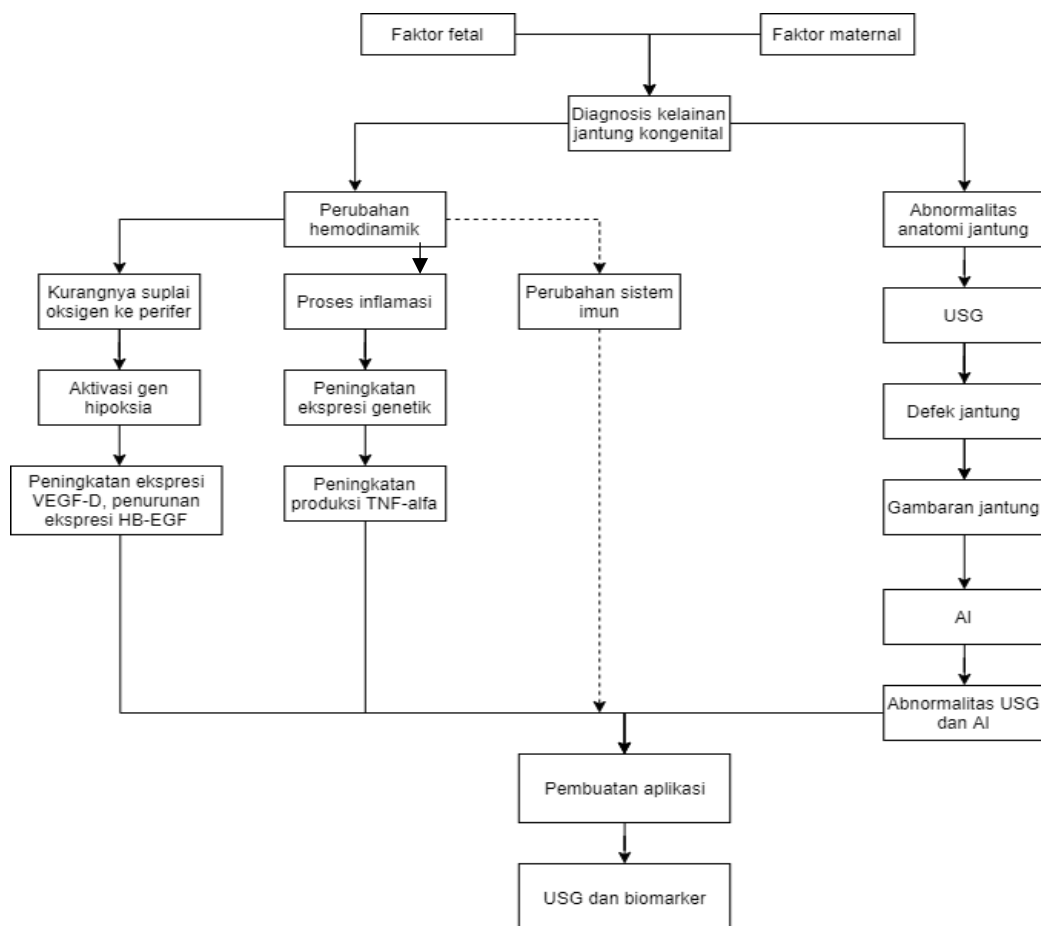 Faktor fetal
Faktor maternal
Diagnosis kelainan
jantung kongenital
Perubahan
hemodinamik
Abnormalitas
anatomi jantung
Kurangnya suplai
oksigen ke perifer
Proses inflamasi
Perubahan sistem
imun
USG
Aktivasi gen
hipoksia
Peningkatan
ekspresi genetik
Defek jantung
Peningkatan ekspresi
VEGF-D, penurunan
ekspresi HB-EGF
Peningkatan
produksi TNF-alfa
Gambaran jantung
AI
Abnormalitas USG
dan AI
Pembuatan aplikasi
USG dan biomarker